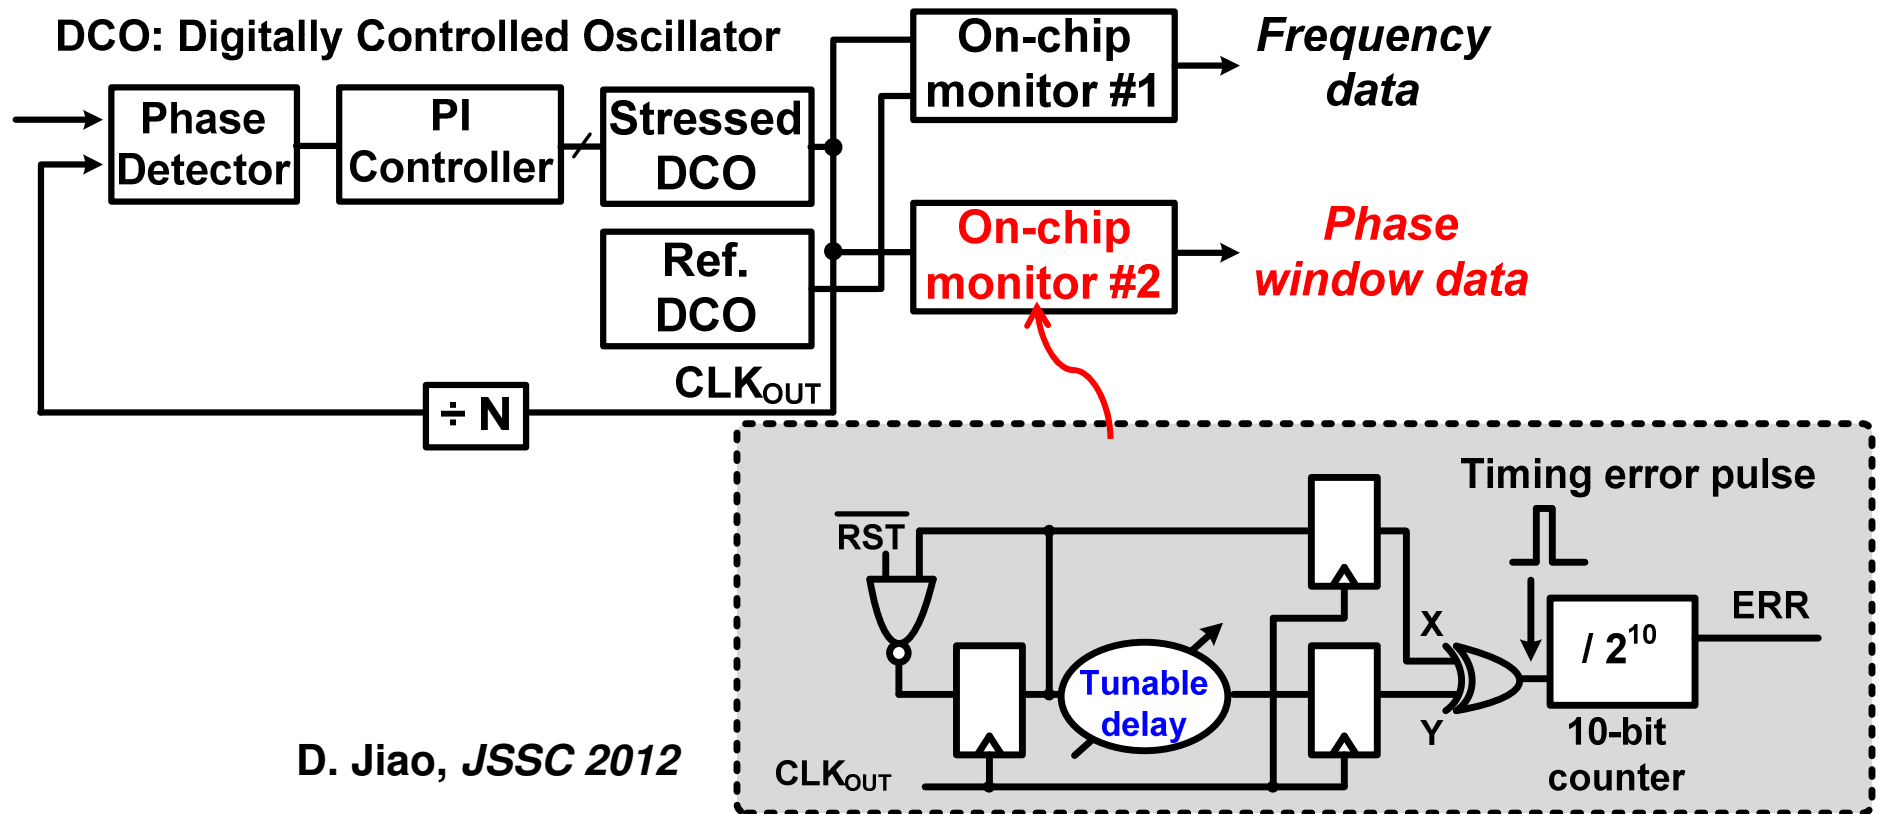 DCO: Digitally Controlled Oscillator
Phase
Detector
PI
Controller
Stressed
DCO
Ref.
DCO
On-chip
monitor #1
Frequency
data
On-chip
monitor #2
Phase
window data
CLKOUT
÷ N
Timing error pulse
RST
Tunable
delay
X
Y
/ 2^10
ERR
10-bit
counter
CLKOUT
D. Jiao, JSSC 2012